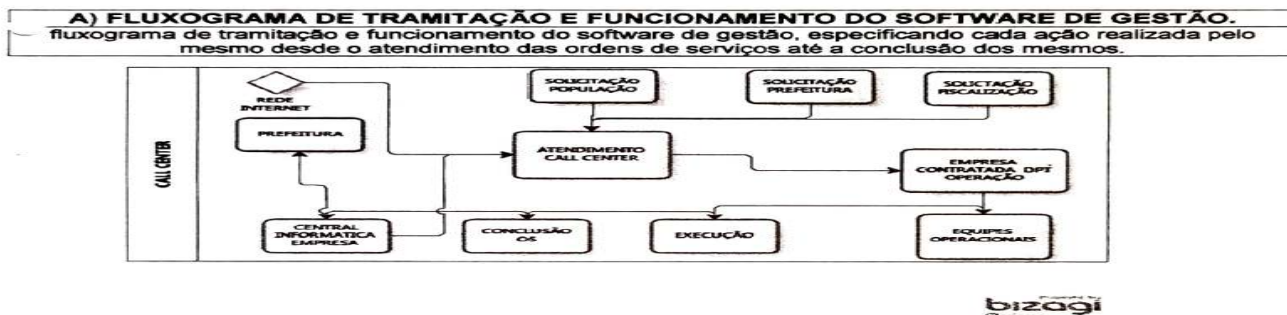 A) FLUXOGRAMA DE TRAMITAÇÃO E FUNCIONAMENTO DO SOFTWARE DE GESTÃO.
fluxograma de tramitação e funcionamento do software de gestão, especificando cada ação realizada pelo
mesmo desde o atendimento das ordens de serviços até a conclusão dos mesmos.
CALL CENTER
REDE
INTERNET
SOLICITAÇÃO
POPULAÇÃO
SOLICITAÇÃO
PREFEITURA
SOLICTAÇÃO
FISCALIZAÇÃO
PREFEITURA
ATENDIMENTO
CALL CENTER
EMPRESA
CONTRATADA DPT
OPERAÇÃO
CENTRAL
INFORMATICA
EMPRESA
CONCLUSÃO
OS
EXECUÇÃO
EQUIPES
OPERACIONAIS
bizagi